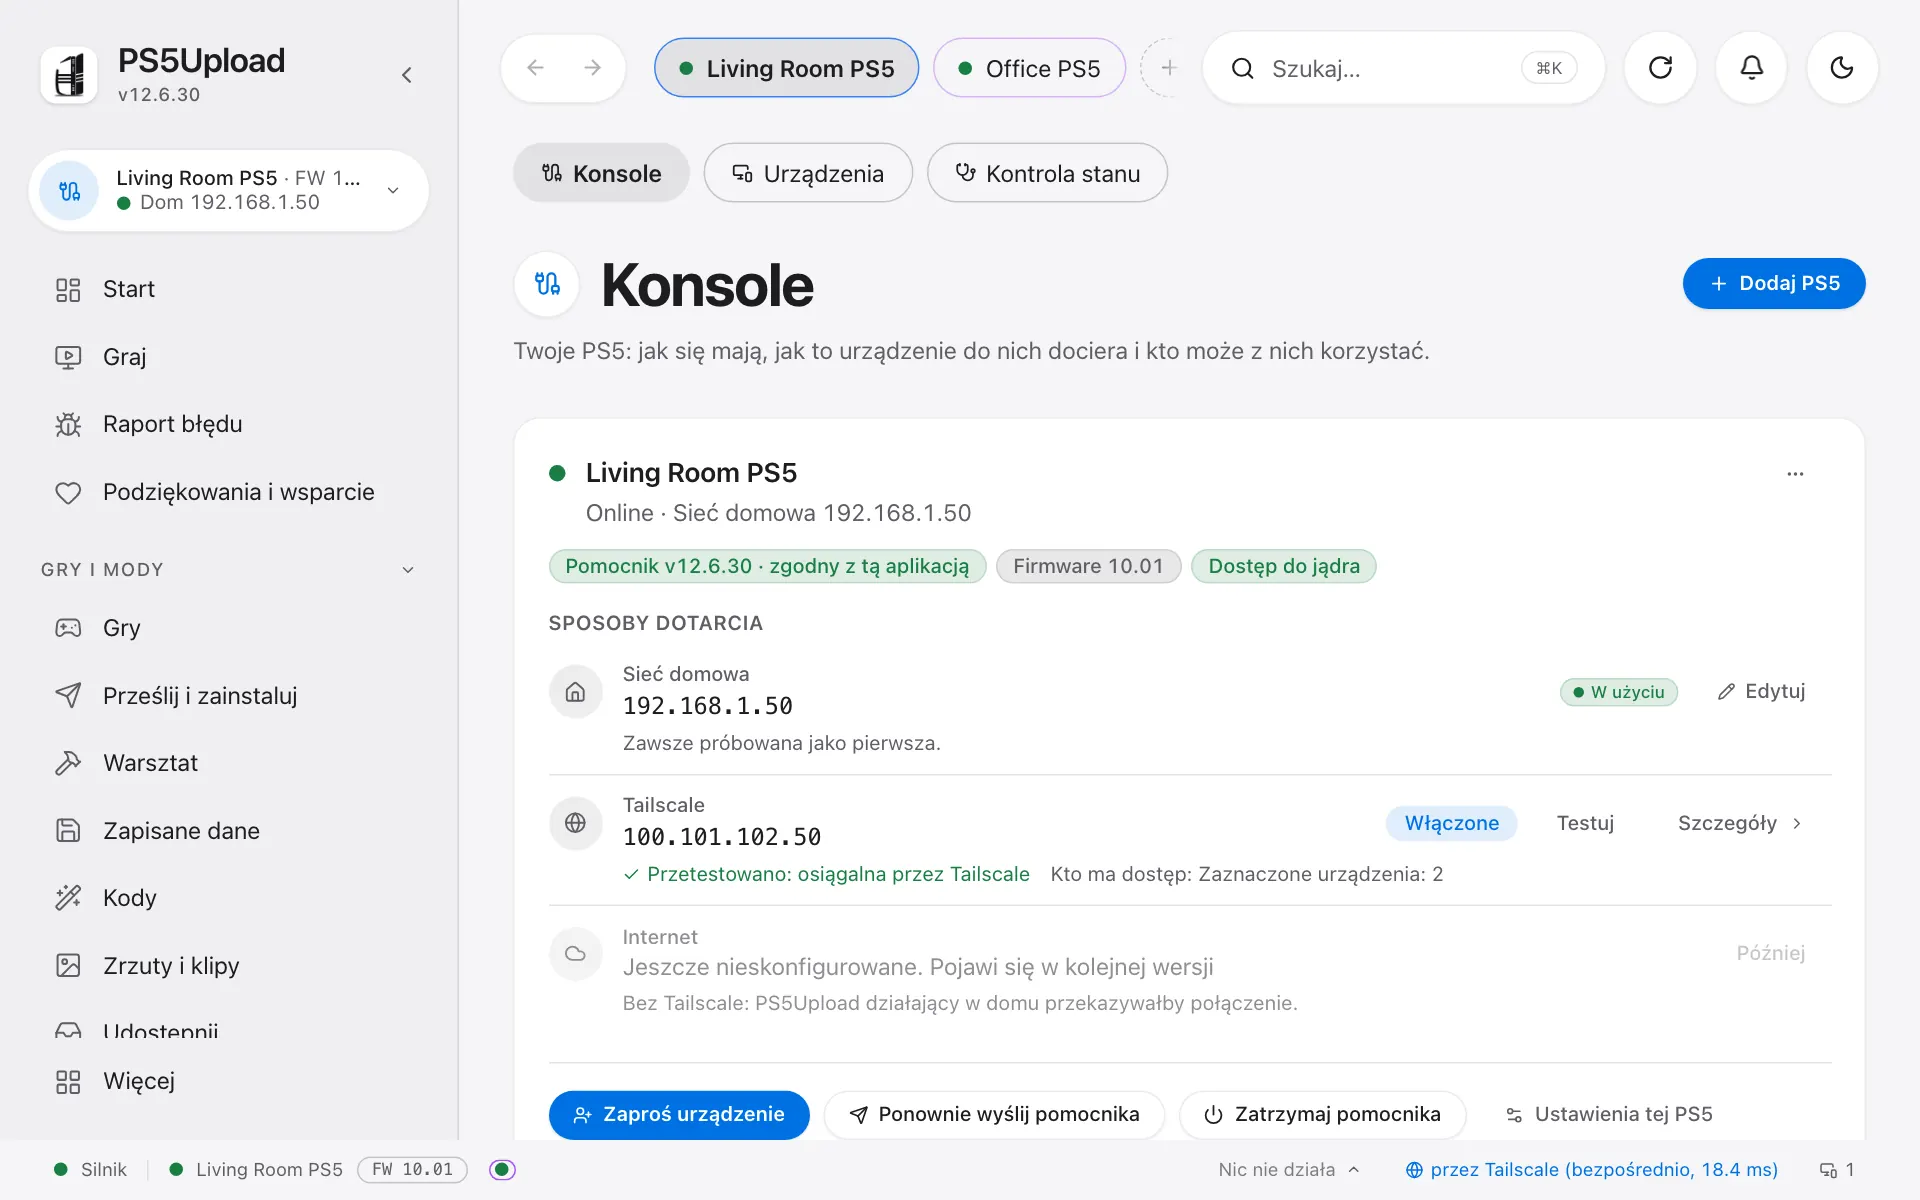 PS5Upload
v12.6.30
Living Room PS5 · FW 1...
Dom 192.168.1.50
Start
Graj
Raport błędu
Podziękowania i wsparcie
GRY I MODY
Gry
Prześlij i zainstaluj
Warsztat
Zapisane dane
Kody
Zrzuty i klipy
Udostępnij
Więcej
Living Room PS5
Office PS5
Szukaj...
⌘K
Konsole
Urządzenia
Kontrola stanu
Konsole
Dodaj PS5
Twoje PS5: jak się mają, jak to urządzenie do nich dociera i kto może z nich korzystać.
Living Room PS5
Online · Sieć domowa 192.168.1.50
Pomocnik v12.6.30 · zgodny z tą aplikacją
Firmware 10.01
Dostęp do jądra
SPOSOBY DOTARCIA
Sieć domowa
192.168.1.50
Zawsze próbowana jako pierwsza.
W użyciu
Edytuj
Tailscale
100.101.102.50
Przetestowano: osiągalna przez Tailscale
Kto ma dostęp: Zaznaczone urządzenia: 2
Włączone
Testuj
Szczegóły
Internet
Jeszcze nieskonfigurowane. Pojawi się w kolejnej wersji
Bez Tailscale: PS5Upload działający w domu przekazywałby połączenie.
Później
Zaproś urządzenie
Ponownie wyślij pomocnika
Zatrzymaj pomocnika
Ustawienia tej PS5
Silnik
Living Room PS5
FW 10.01
Nic nie działa
przez Tailscale (bezpośrednio, 18.4 ms)
1